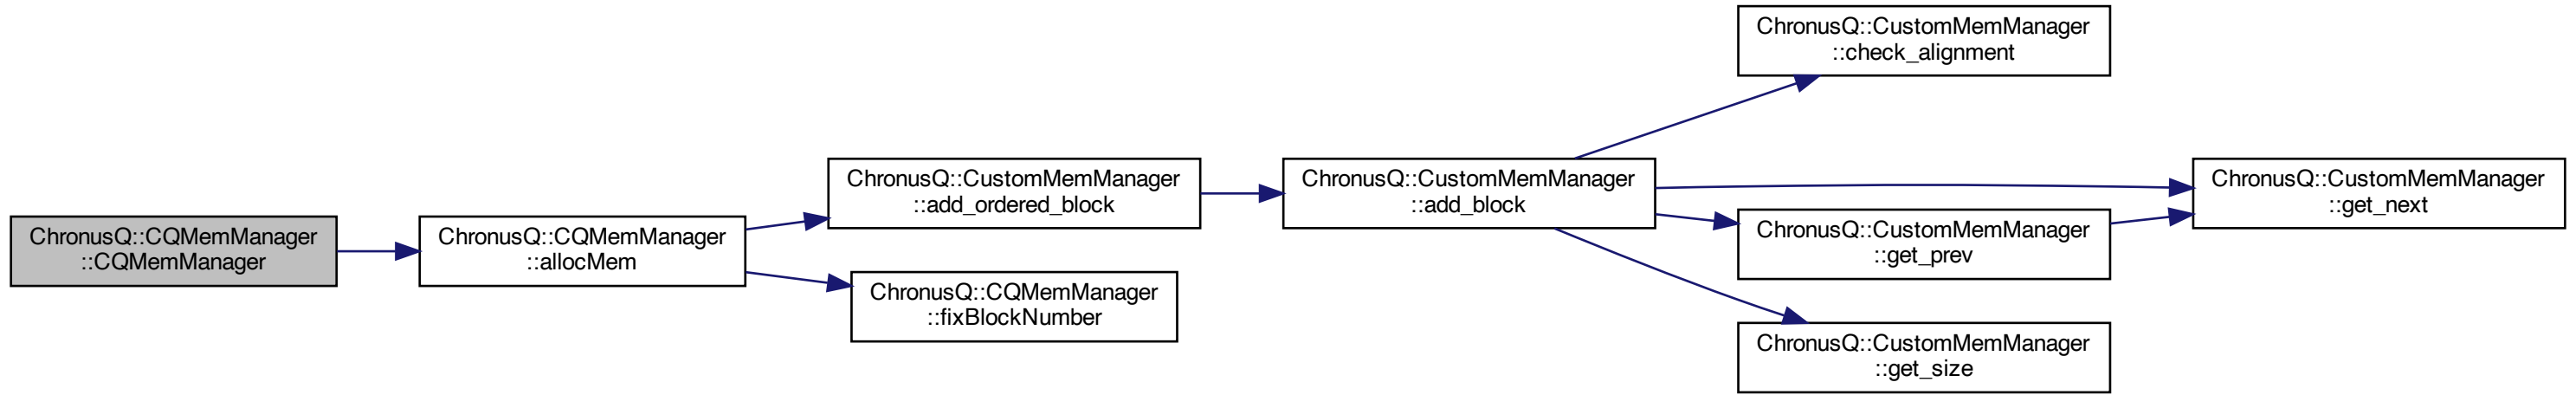 ChronusQ::CQMemManager
::CQMemManager
ChronusQ::CQMemManager
::allocMem
ChronusQ::CustomMemManager
::add_ordered_block
ChronusQ::CQMemManager
::fixBlockNumber
ChronusQ::CustomMemManager
::add_block
ChronusQ::CustomMemManager
::check_alignment
ChronusQ::CustomMemManager
::get_prev
ChronusQ::CustomMemManager
::get_size
ChronusQ::CustomMemManager
::get_next